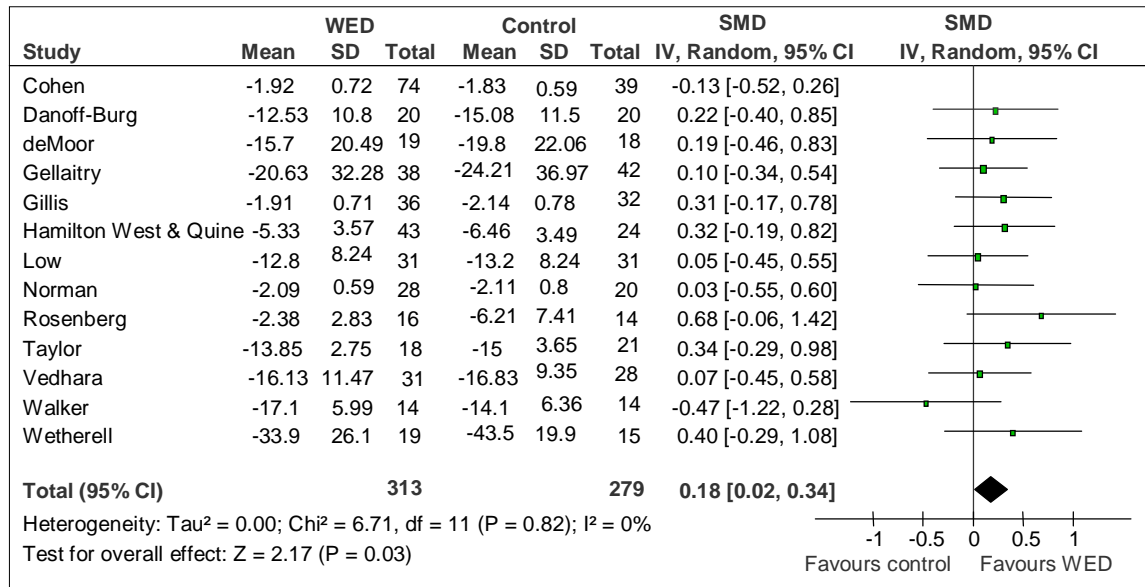 WED Control SMD SMD
Study Mean SD Total Mean SD Total IV, Random, 95% CI IV, Random, 95% CI
Cohen -1.92 0.72 74 -1.83 0.59 39 -0.13 [-0.52, 0.26]
Danoff-Burg -12.53 10.8 20 -15.08 11.5 20 0.22 [-0.40, 0.85]
deMoor -15.7 20.49 19 -19.8 22.06 18 0.19 [-0.46, 0.83]
Gellaitry -20.63 32.28 38 -24.21 36.97 42 0.10 [-0.34, 0.54]
Gillis -1.91 0.71 36 -2.14 0.78 32 0.31 [-0.17, 0.78]
Hamilton West & Quine -5.33 3.57 43 -6.46 3.49 24 0.32 [-0.19, 0.82]
Low -12.8 8.24 31 -13.2 8.24 31 0.05 [-0.45, 0.55]
Norman -2.09 0.59 28 -2.11 0.8 20 0.03 [-0.55, 0.60]
Rosenberg -2.38 2.83 16 -6.21 7.41 14 0.68 [-0.06, 1.42]
Taylor -13.85 2.75 18 -15 3.65 21 0.34 [-0.29, 0.98]
Vedhara -16.13 11.47 31 -16.83 9.35 28 0.07 [-0.45, 0.58]
Walker -17.1 5.99 14 -14.1 6.36 14 -0.47 [-1.22, 0.28]
Wetherell -33.9 26.1 19 -43.5 19.9 15 0.40 [-0.29, 1.08]
Total (95% CI) 313 279 0.18 [0.02, 0.34]
Heterogeneity: Tau² = 0.00; Chi² = 6.71, df = 11 (P = 0.82); I² = 0%
Test for overall effect: Z = 2.17 (P = 0.03)
-1 -0.5 0 0.5 1
Favours control Favours WED